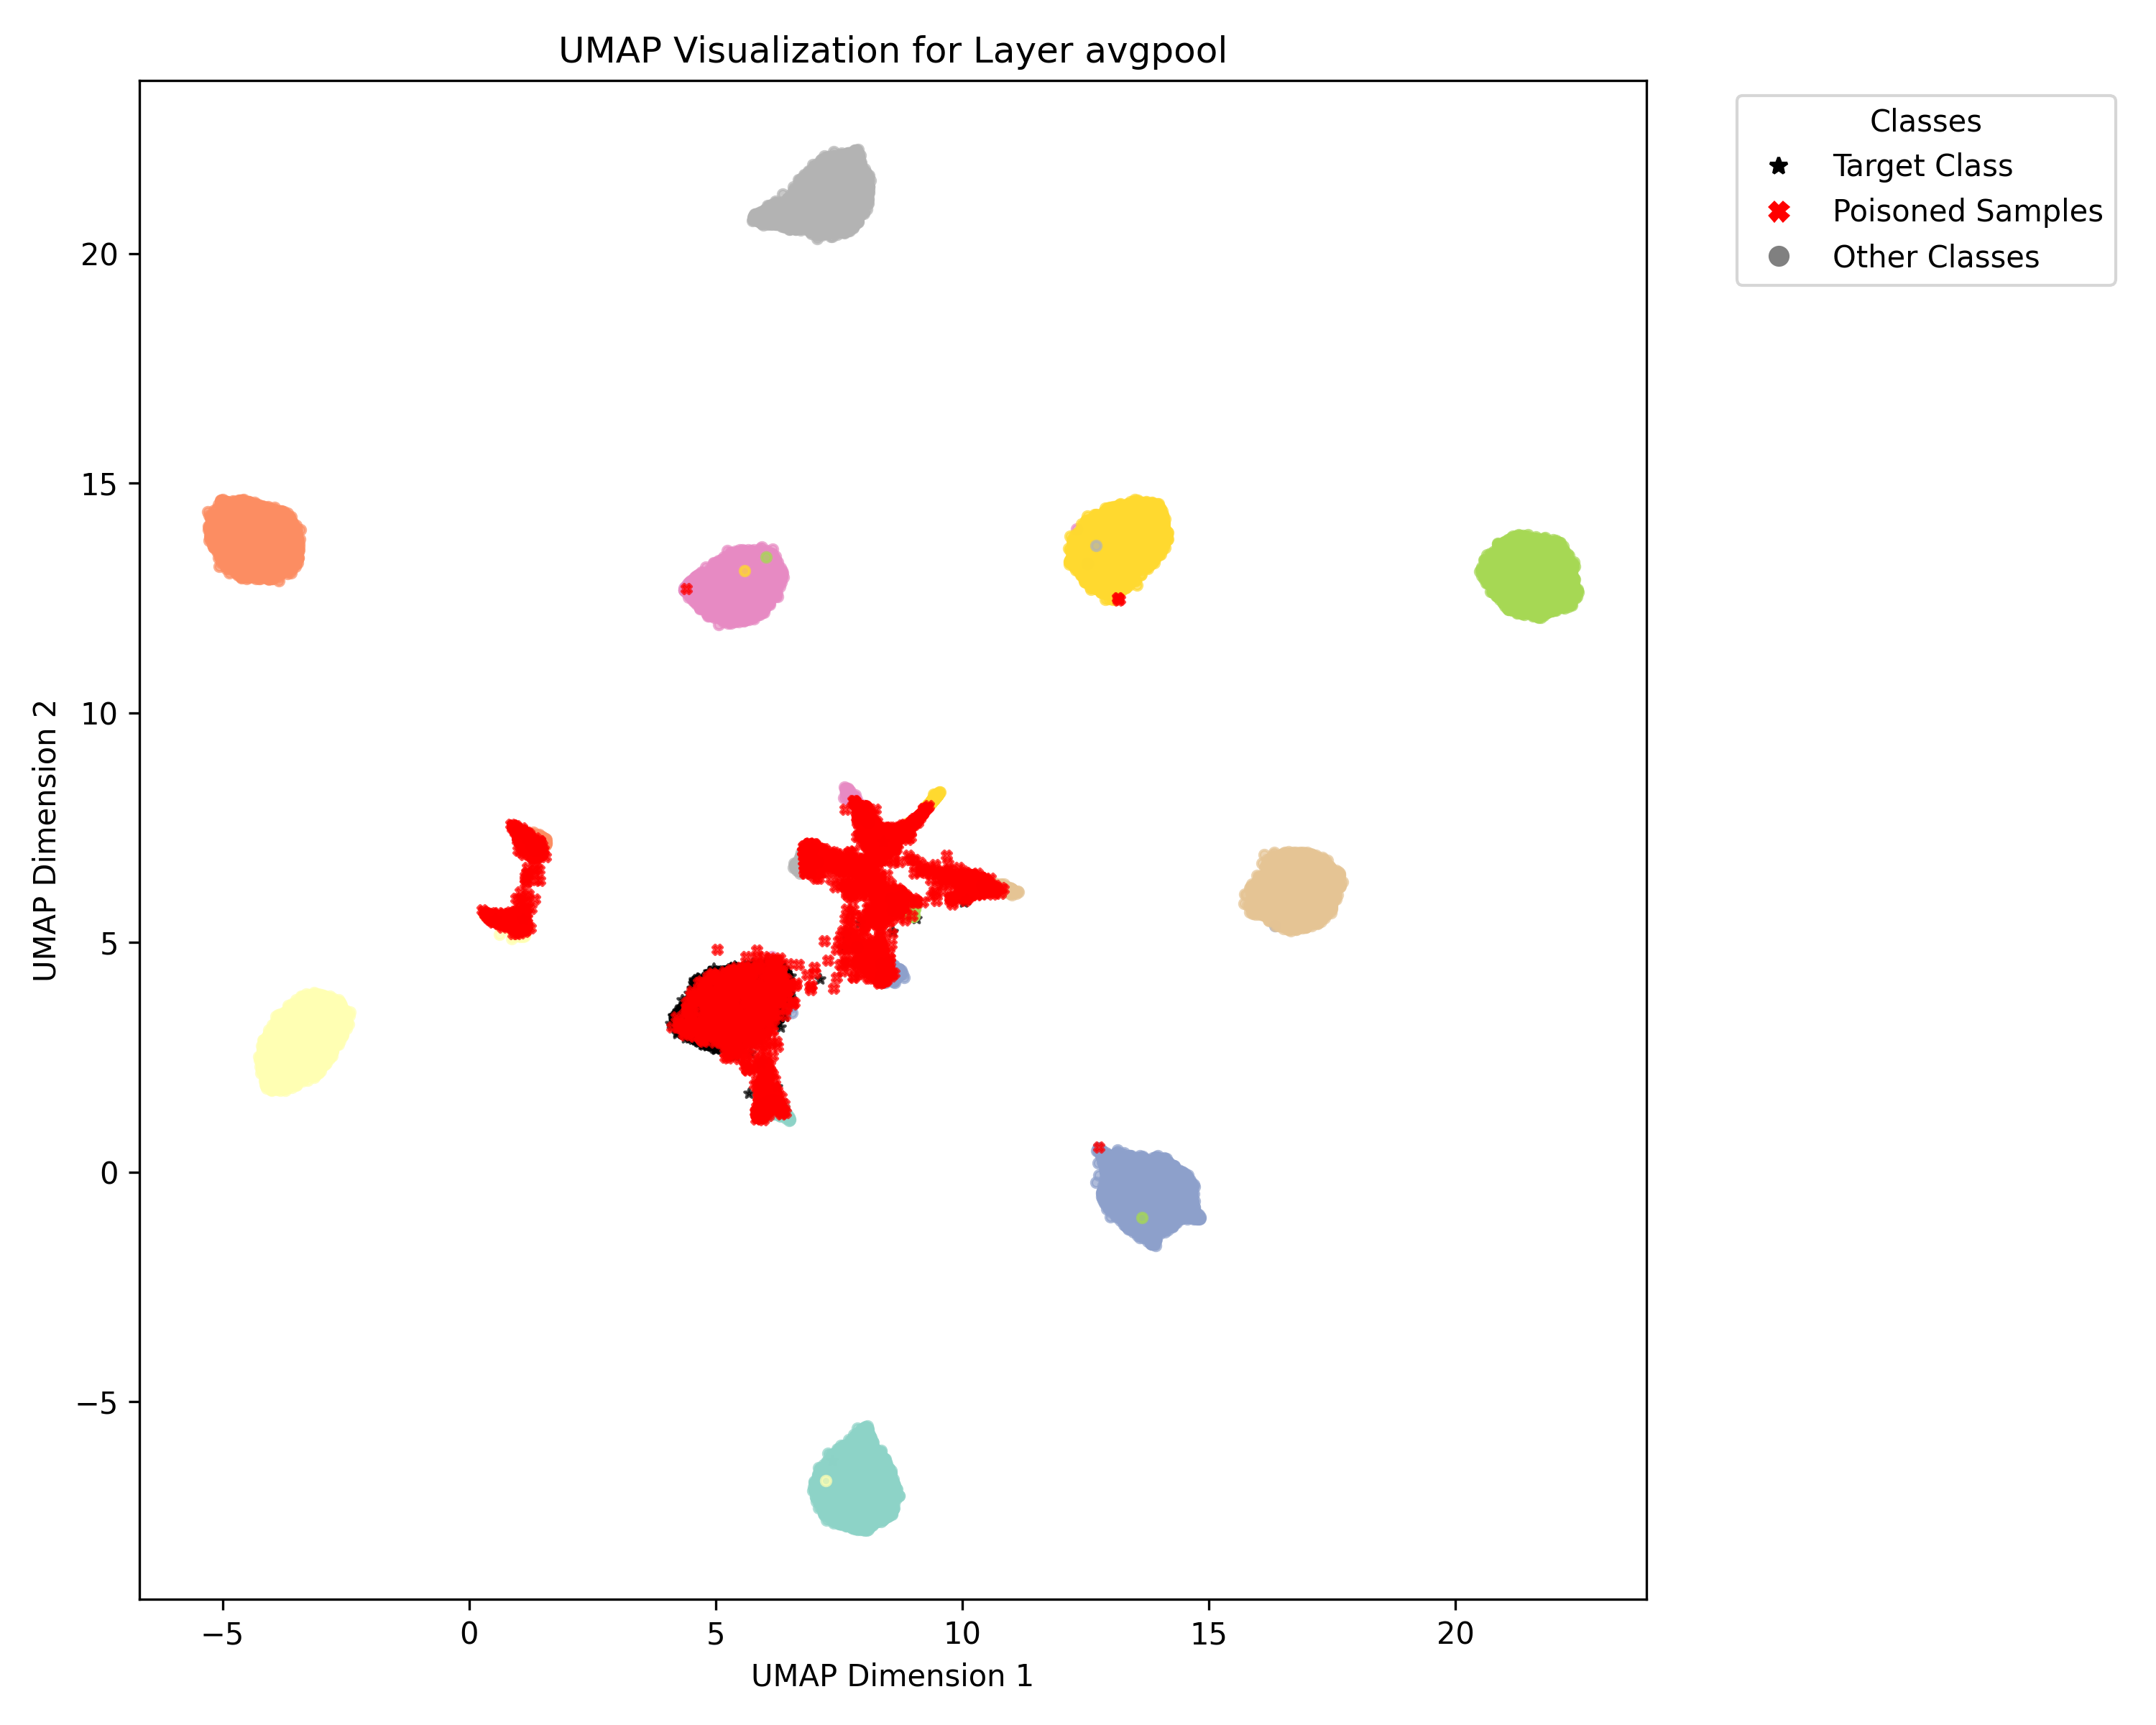 UMAP Visualization for Layer avgpool
Classes
Target Class
Poisoned Samples
Other Classes
20
15
10
5
0
−5
UMAP Dimension 2
−5
0
5
10
15
20
UMAP Dimension 1